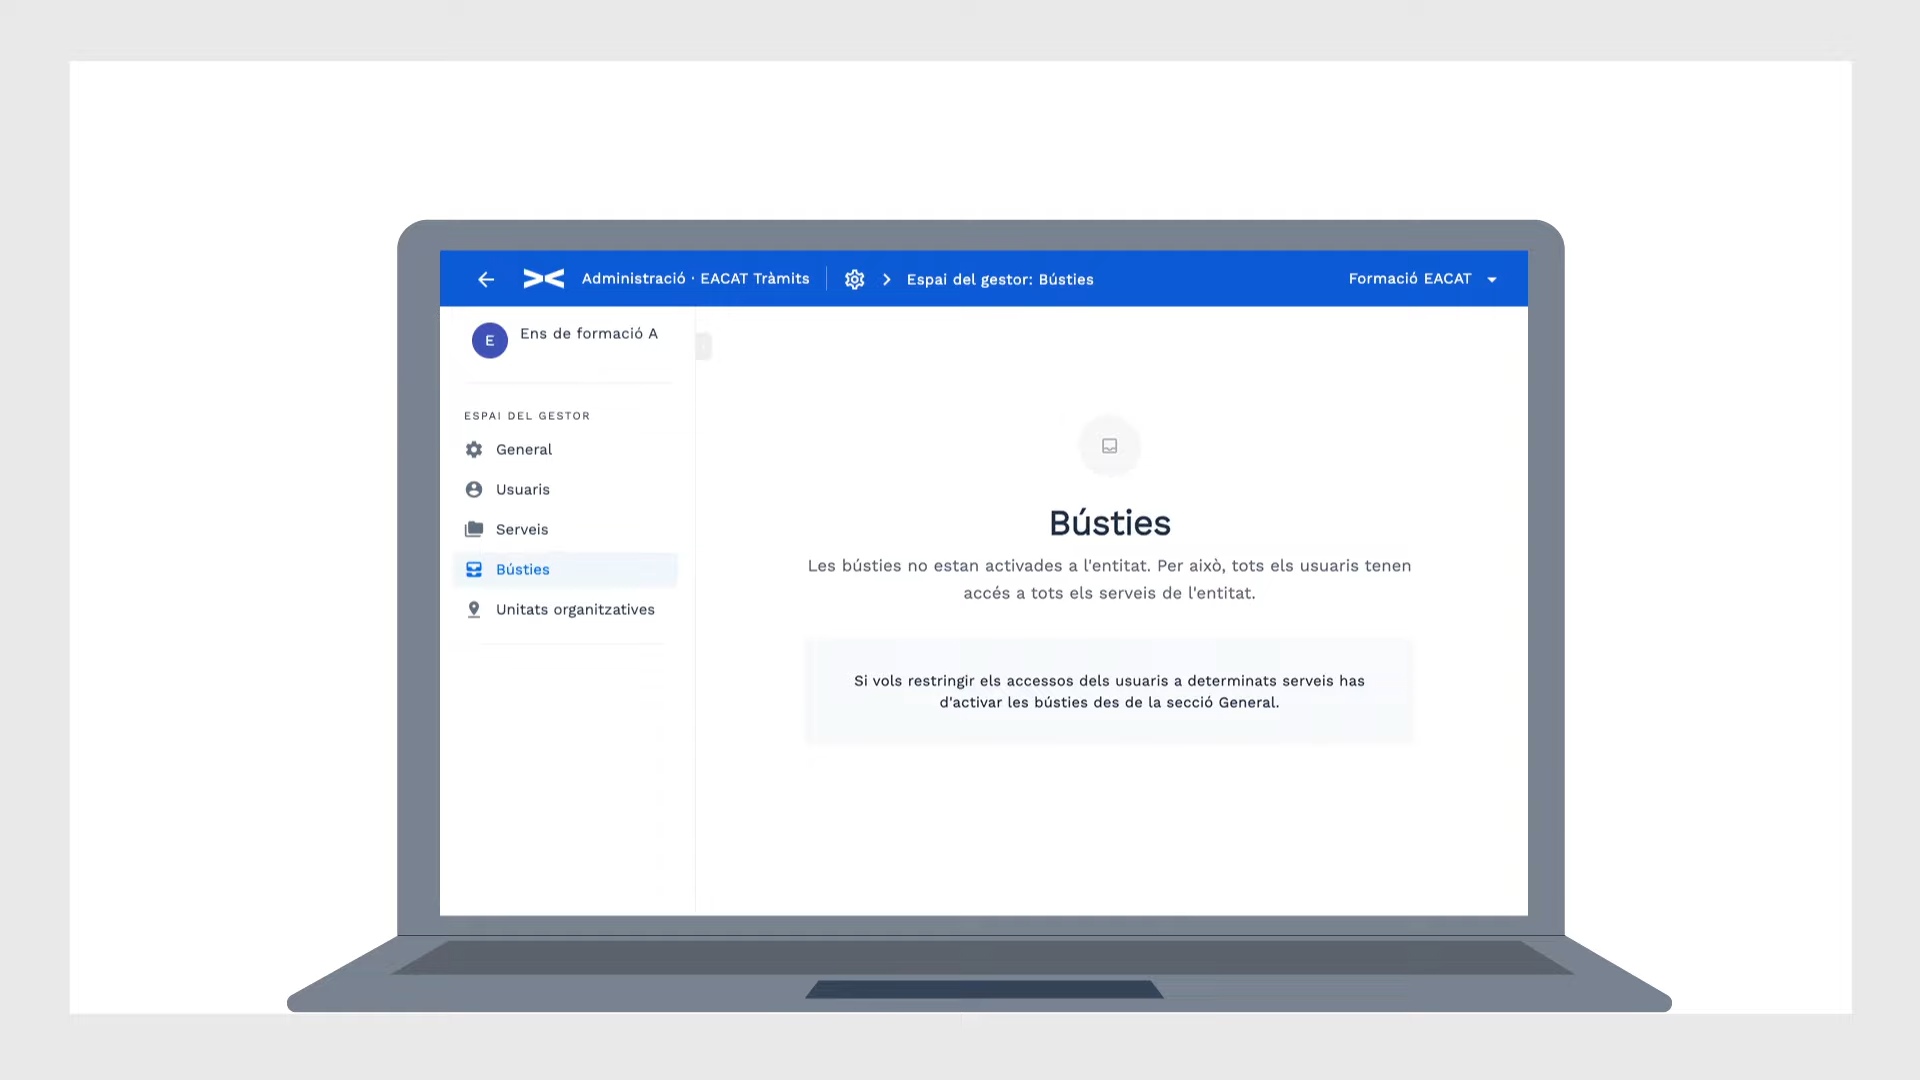 Administració · EACAT Tràmits
Espai del gestor: Bústies
Formació EACAT
E
Ens de formació A
ESPAI DEL GESTOR
General
Usuaris
Serveis
Bústies
Unitats organitzatives
Bústies
Les bústies no estan activades a l'entitat. Per això, tots els usuaris tenen
accés a tots els serveis de l'entitat.
Si vols restringir els accessos dels usuaris a determinats serveis has
d'activar les bústies des de la secció General.